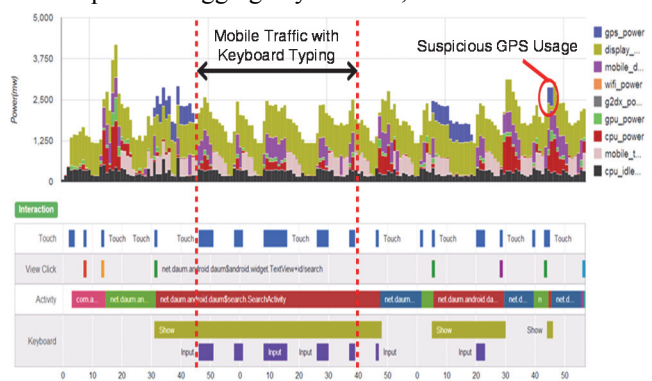 5,000
3,750
2,500
1,250
0
Power(mw)
Mobile Traffic with
Keyboard Typing
Suspicious GPS Usage
gps_power
display_...
mobile_d...
wifi_power
g2dx_po...
gpu_power
cpu_power
mobile_t...
cpu_idle...
Interaction
Touch Touch Touch Touch Touch Touch Touch Touch
View Click net.daum.android.daum$android.widget.TextView+id/search
Activity com.a... net.daum.an... net.daum.android.daum$search.SearchActivity net.daum... net.daum.android.da... net.d... n net.d...
Keyboard Show Show Show
Input Input Input Input
0 10 20 30 40 50 0 10 20 30 40 50 0 10 20 30 40 50